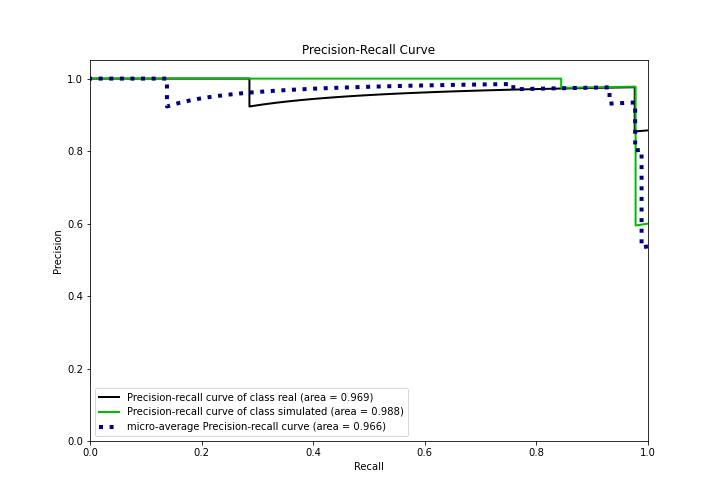 Precision-Recall Curve
1.0
0.8
0.6
0.4
0.2
0.0
Precision
Precision-recall curve of class real (area = 0.969)
Precision-recall curve of class simulated (area = 0.988)
micro-average Precision-recall curve (area = 0.966)
0.0 0.2 0.4 0.6 0.8 1.0
Recall